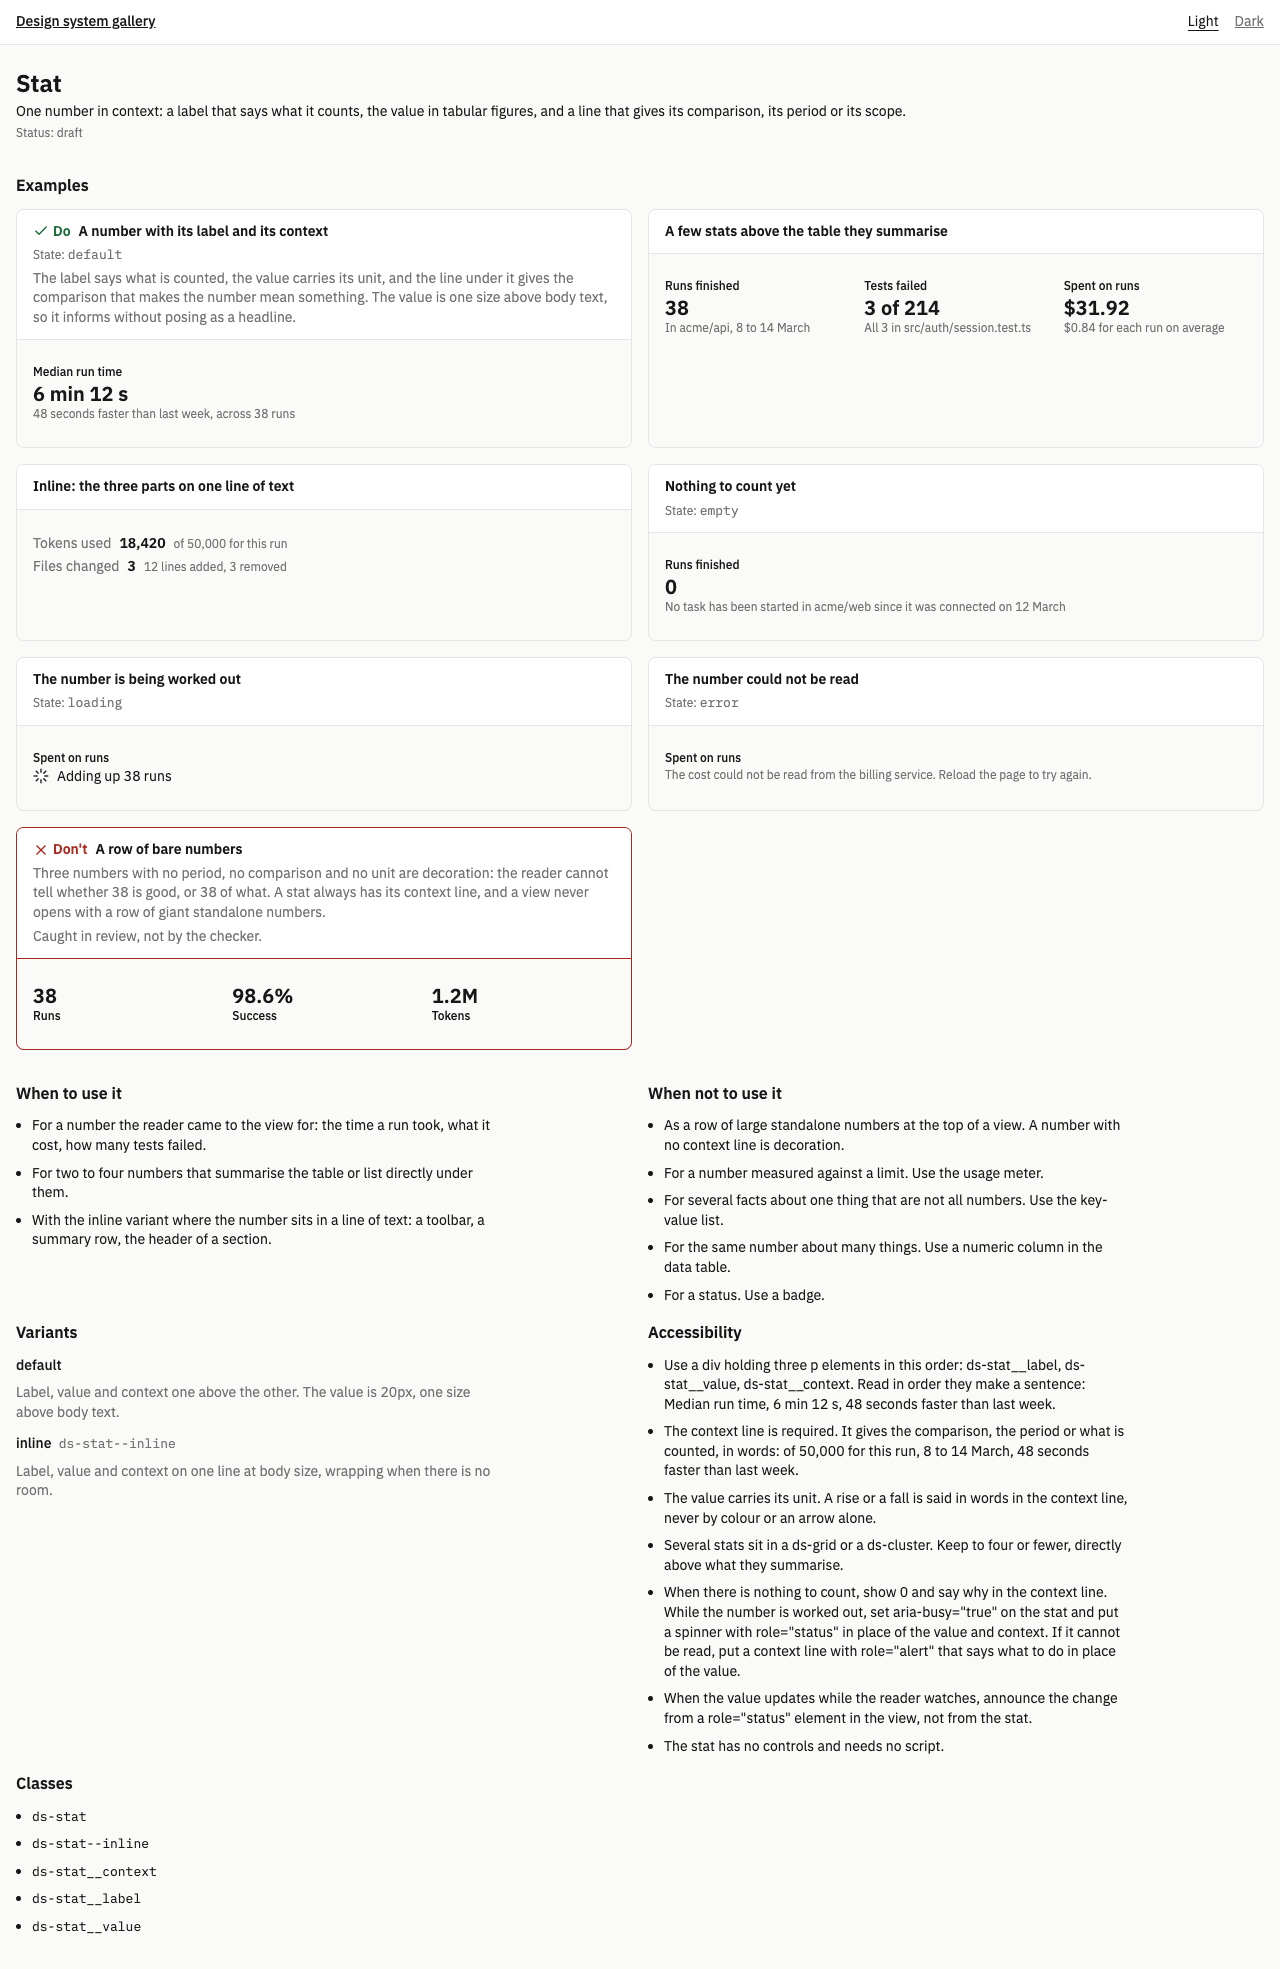 Design system gallery
Light Dark
Stat
One number in context: a label that says what it counts, the value in tabular figures, and a line that gives its comparison, its period or its scope.
Status: draft
Examples
Do A number with its label and its context
State: default
The label says what is counted, the value carries its unit, and the line under it gives the
comparison that makes the number mean something. The value is one size above body text,
so it informs without posing as a headline.
Median run time
6 min 12 s
48 seconds faster than last week, across 38 runs
A few stats above the table they summarise
Runs finished
38
In acme/api, 8 to 14 March
Tests failed
3 of 214
All 3 in src/auth/session.test.ts
Spent on runs
$31.92
$0.84 for each run on average
Inline: the three parts on one line of text
Tokens used 18,420 of 50,000 for this run
Files changed 3 12 lines added, 3 removed
Nothing to count yet
State: empty
Runs finished
0
No task has been started in acme/web since it was connected on 12 March
The number is being worked out
State: loading
Spent on runs
Adding up 38 runs
The number could not be read
State: error
Spent on runs
The cost could not be read from the billing service. Reload the page to try again.
Don't A row of bare numbers
Three numbers with no period, no comparison and no unit are decoration: the reader cannot
tell whether 38 is good, or 38 of what. A stat always has its context line, and a view never
opens with a row of giant standalone numbers.
Caught in review, not by the checker.
38
Runs
98.6%
Success
1.2M
Tokens
When to use it
For a number the reader came to the view for: the time a run took, what it
cost, how many tests failed.
For two to four numbers that summarise the table or list directly under
them.
With the inline variant where the number sits in a line of text: a toolbar, a
summary row, the header of a section.
When not to use it
As a row of large standalone numbers at the top of a view. A number with
no context line is decoration.
For a number measured against a limit. Use the usage meter.
For several facts about one thing that are not all numbers. Use the key-
value list.
For the same number about many things. Use a numeric column in the
data table.
For a status. Use a badge.
Variants
default
Label, value and context one above the other. The value is 20px, one size
above body text.
inline ds-stat--inline
Label, value and context on one line at body size, wrapping when there is no
room.
Accessibility
Use a div holding three p elements in this order: ds-stat__label, ds-
stat__value, ds-stat__context. Read in order they make a sentence:
Median run time, 6 min 12 s, 48 seconds faster than last week.
The context line is required. It gives the comparison, the period or what is
counted, in words: of 50,000 for this run, 8 to 14 March, 48 seconds
faster than last week.
The value carries its unit. A rise or a fall is said in words in the context line,
never by colour or an arrow alone.
Several stats sit in a ds-grid or a ds-cluster. Keep to four or fewer, directly
above what they summarise.
When there is nothing to count, show 0 and say why in the context line.
While the number is worked out, set aria-busy="true" on the stat and put
a spinner with role="status" in place of the value and context. If it cannot
be read, put a context line with role="alert" that says what to do in place
of the value.
When the value updates while the reader watches, announce the change
from a role="status" element in the view, not from the stat.
The stat has no controls and needs no script.
Classes
ds-stat
ds-stat--inline
ds-stat__context
ds-stat__label
ds-stat__value